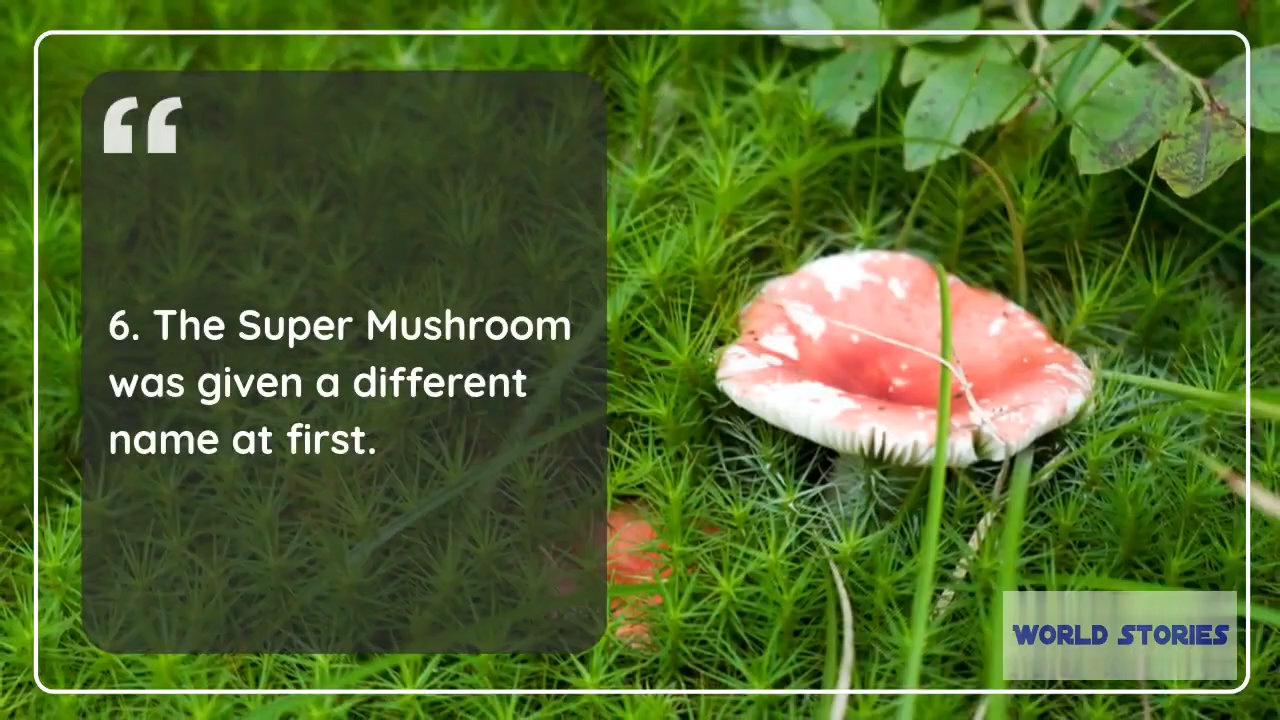 “
6. The Super Mushroom
was given a different
name at first.
WORLD STORIES